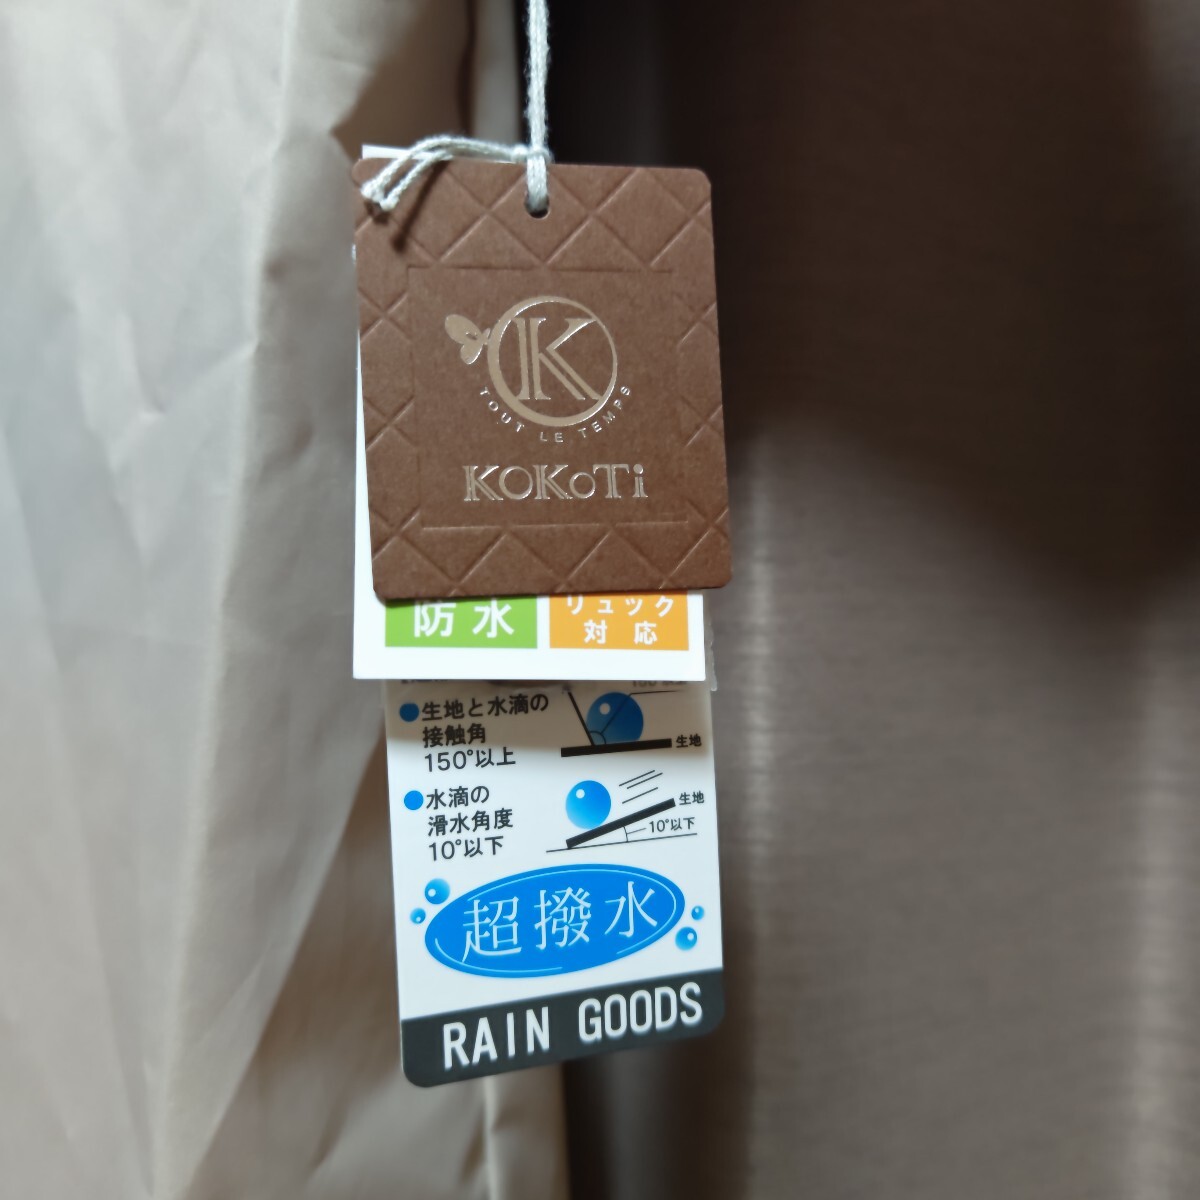 K
TOUT LE TEMPS
KOKoTi
防水
リュック
対応
●生地と水滴の
接触角
150°以上
生地
●水滴の
滑水角度
10°以下
生地
10°以下
超撥水
RAIN GOODS